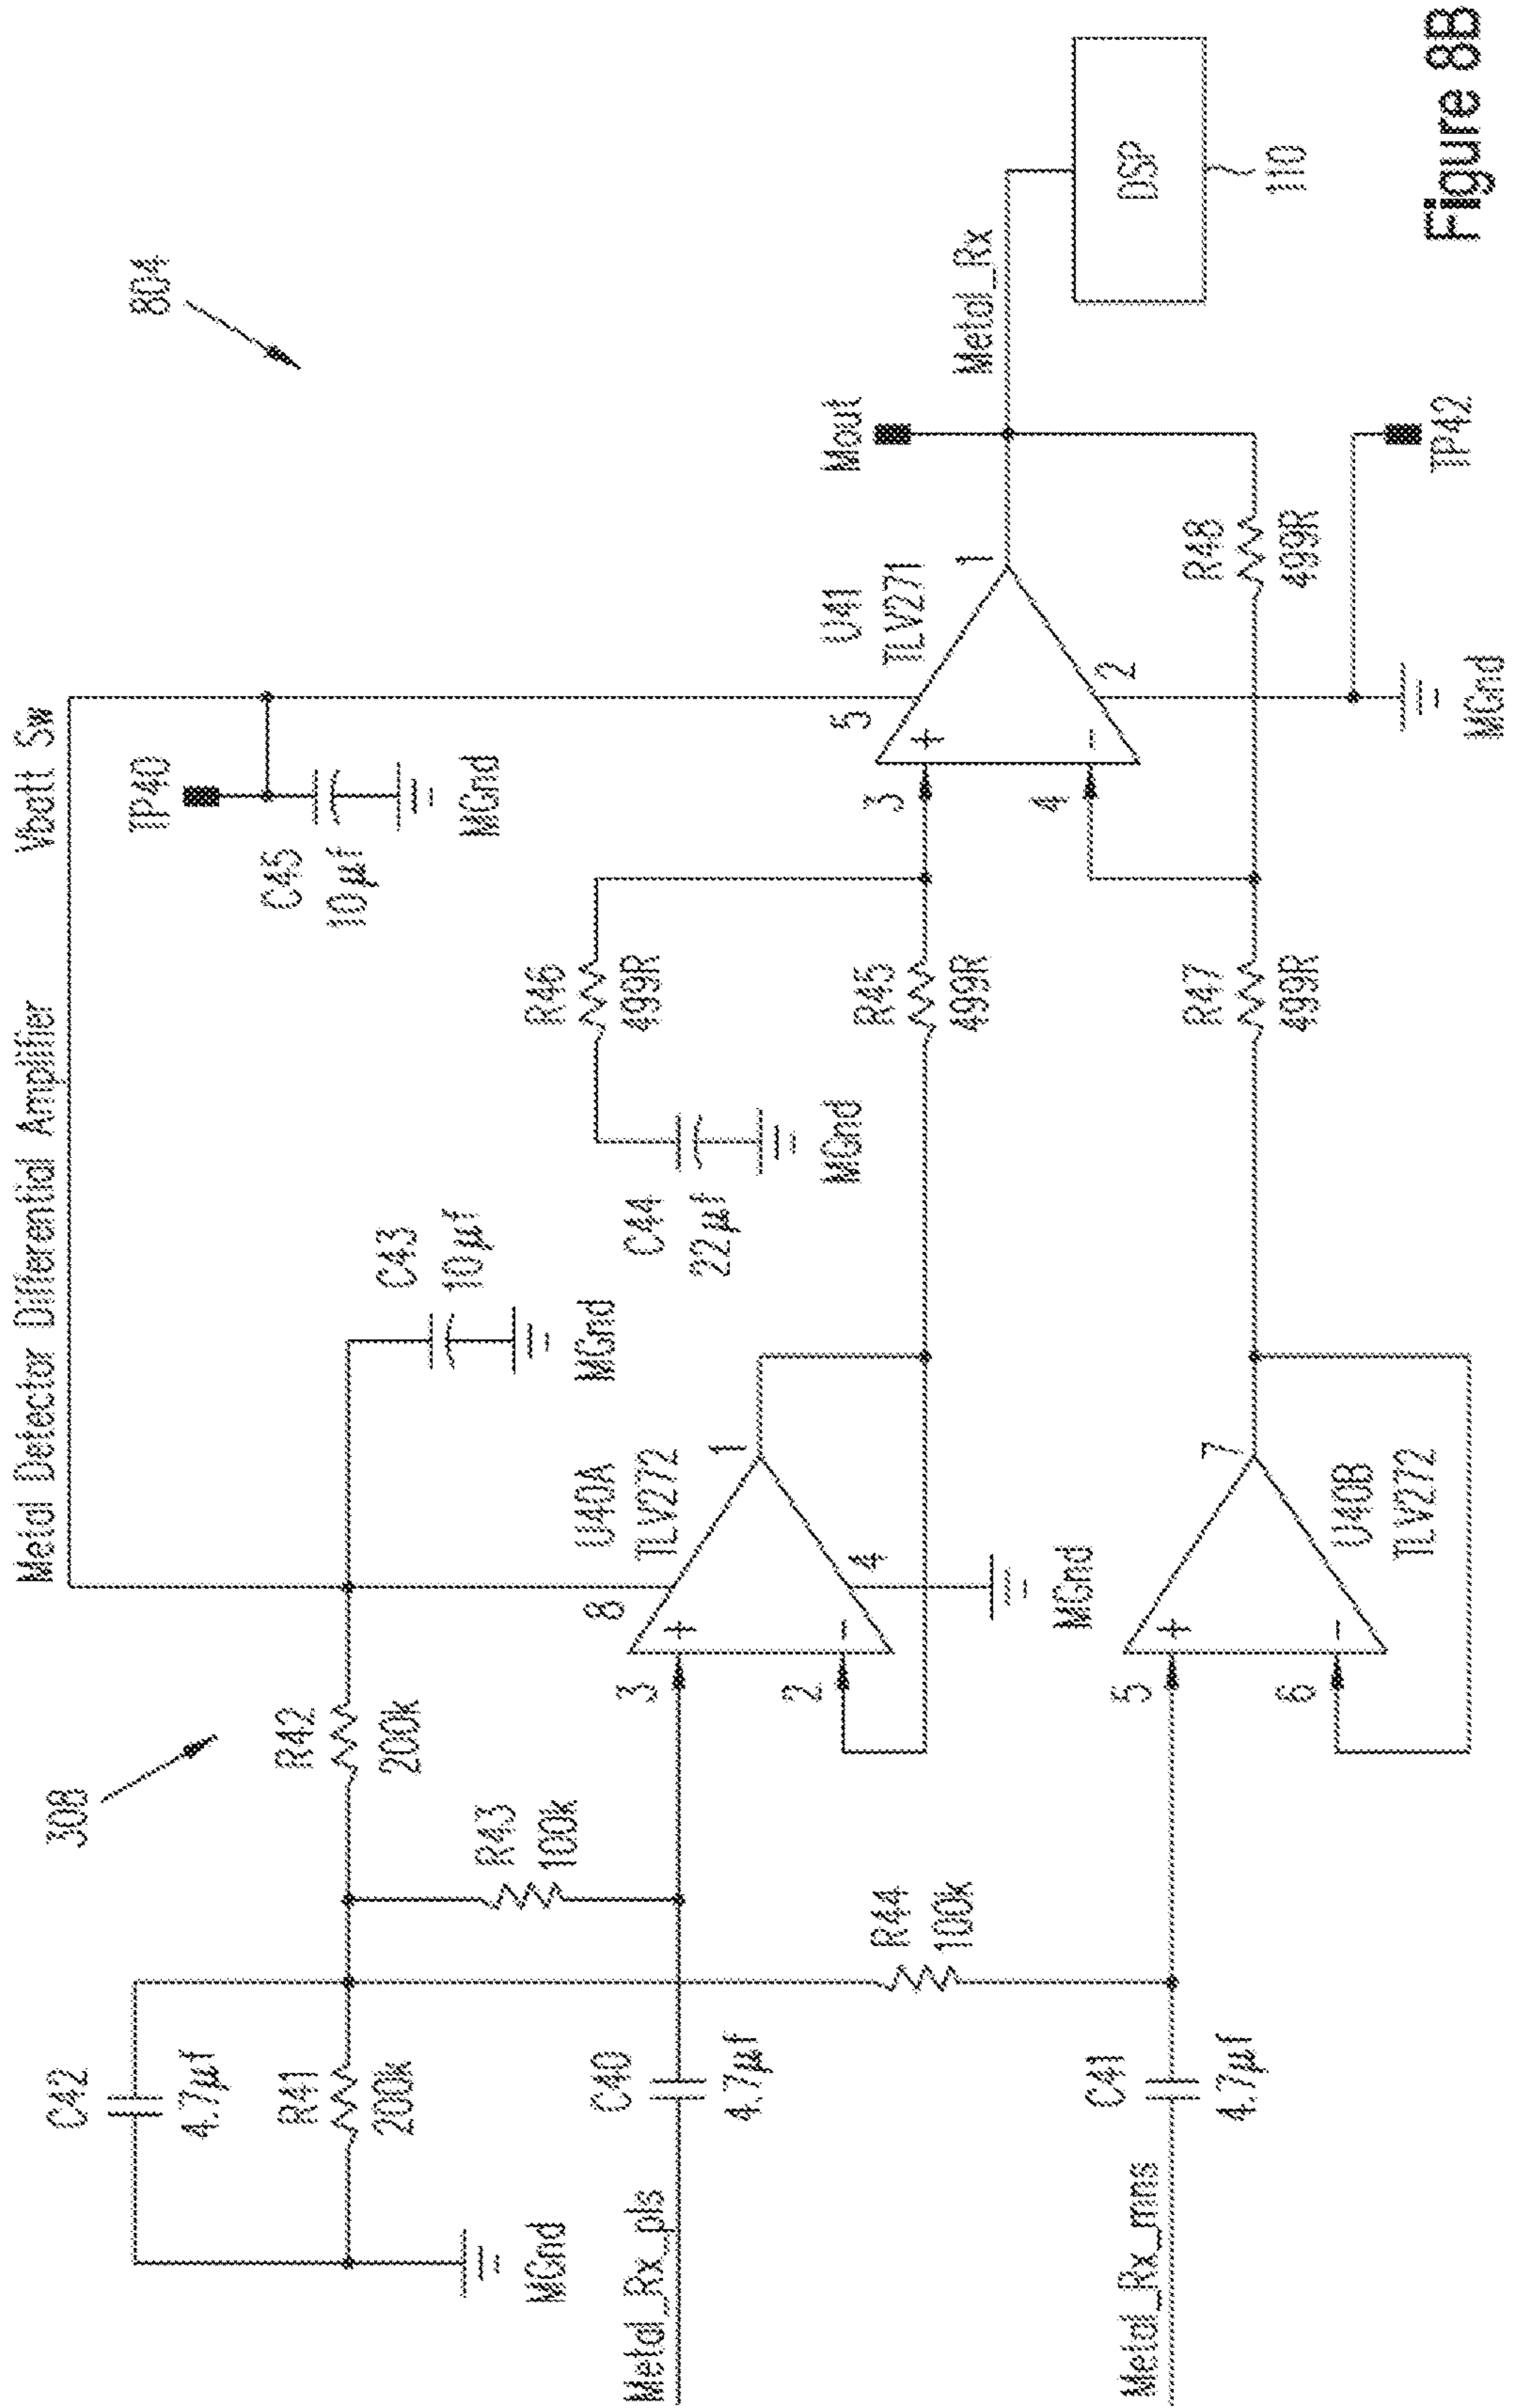 Metal Detector Differential Amplifier
Vbatt Sw
308
804
C42
4.7µf
R41
200k
MGnd
R42
200k
R43
100k
C43
10µf
MGnd
TP40
C45
10µf
MGnd
Metal_Rx_pls
C40
4.7µf
3
2
8
4
1
+
-
U40A
TLV272
MGnd
R44
100k
C44
22µf
MGnd
R46
499R
R45
499R
3
4
5
2
1
+
-
U41
TLV271
Mout
Metal_Rx
DSP
110
Metal_Rx_mns
C41
4.7µf
5
6
7
+
-
U40B
TLV272
R47
499R
R48
499R
MGnd
TP42
Figure 8B